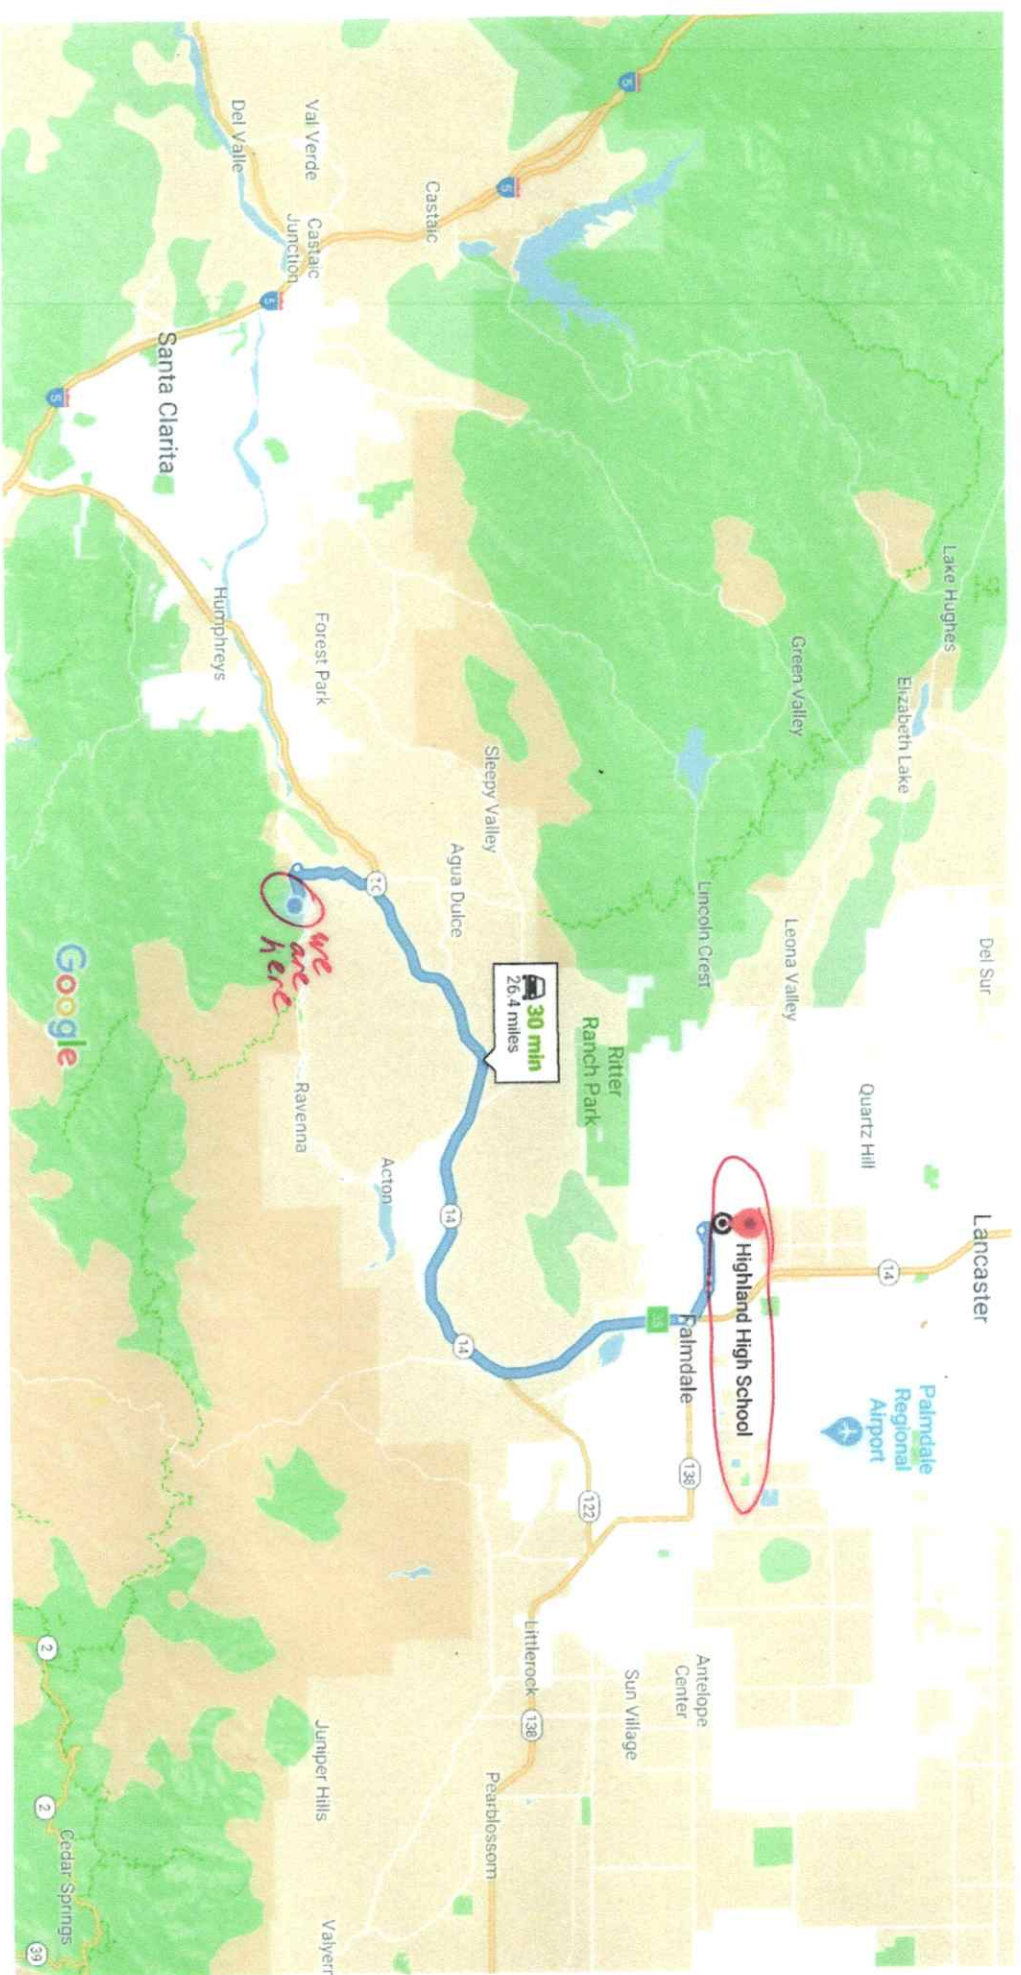 Lancaster
Del Sur
Lake Hughes
Elizabeth Lake
Palmdale
Regional
Airport
14
Quartz Hill
Green Valley
Leona Valley
Highland High School
Lincoln Crest
Palmdale
138
Antelope
Center
5
Ritter
Ranch Park
35
Sun Village
122
30 min
26.4 miles
Littlerock
138
5
Castaic
Sleepy Valley
Agua Dulce
14
14
Pearblossom
Acton
Val Verde
Castaic
Junction
Forest Park
we
are
here
Ravenna
Juniper Hills
Valyerm
Del Valle
5
Humphreys
Santa Clarita
5
Google
2
2
Cedar Springs
39